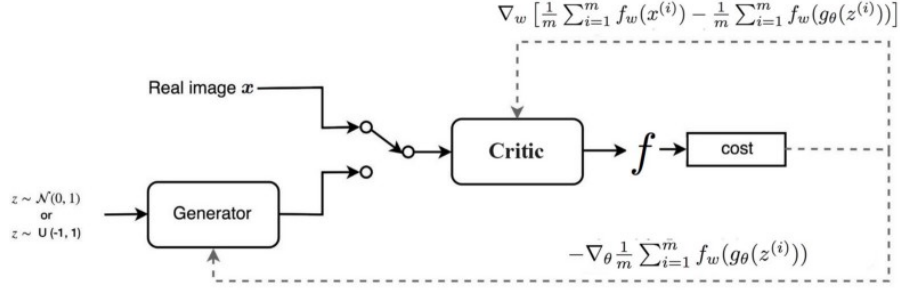 ∇_w [1/m ∑_{i=1}^{m} f_w(x^{(i)}) − 1/m ∑_{i=1}^{m} f_w(g_θ(z^{(i)}))]
Real image x
Critic
f
cost
z ~ 𝒩(0, 1)
or
z ~ U (-1, 1)
Generator
−∇_θ 1/m ∑_{i=1}^{m} f_w(g_θ(z^{(i)}))